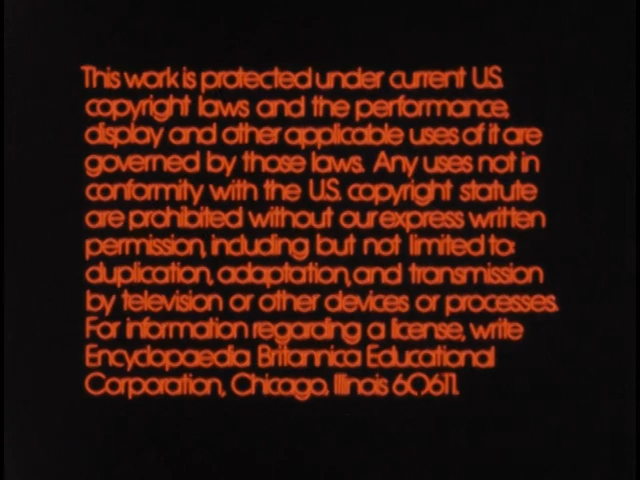 This work is protected under current U.S.
copyright laws and the performance,
display and other applicable uses of it are
governed by those laws. Any uses not in
conformity with the U.S. copyright statute
are prohibited without our express written
permission, including but not limited to:
duplication, adaptation, and transmission
by television or other devices or processes.
For information regarding a license, write
Encyclopaedia Britannica Educational
Corporation, Chicago, Illinois 60611.